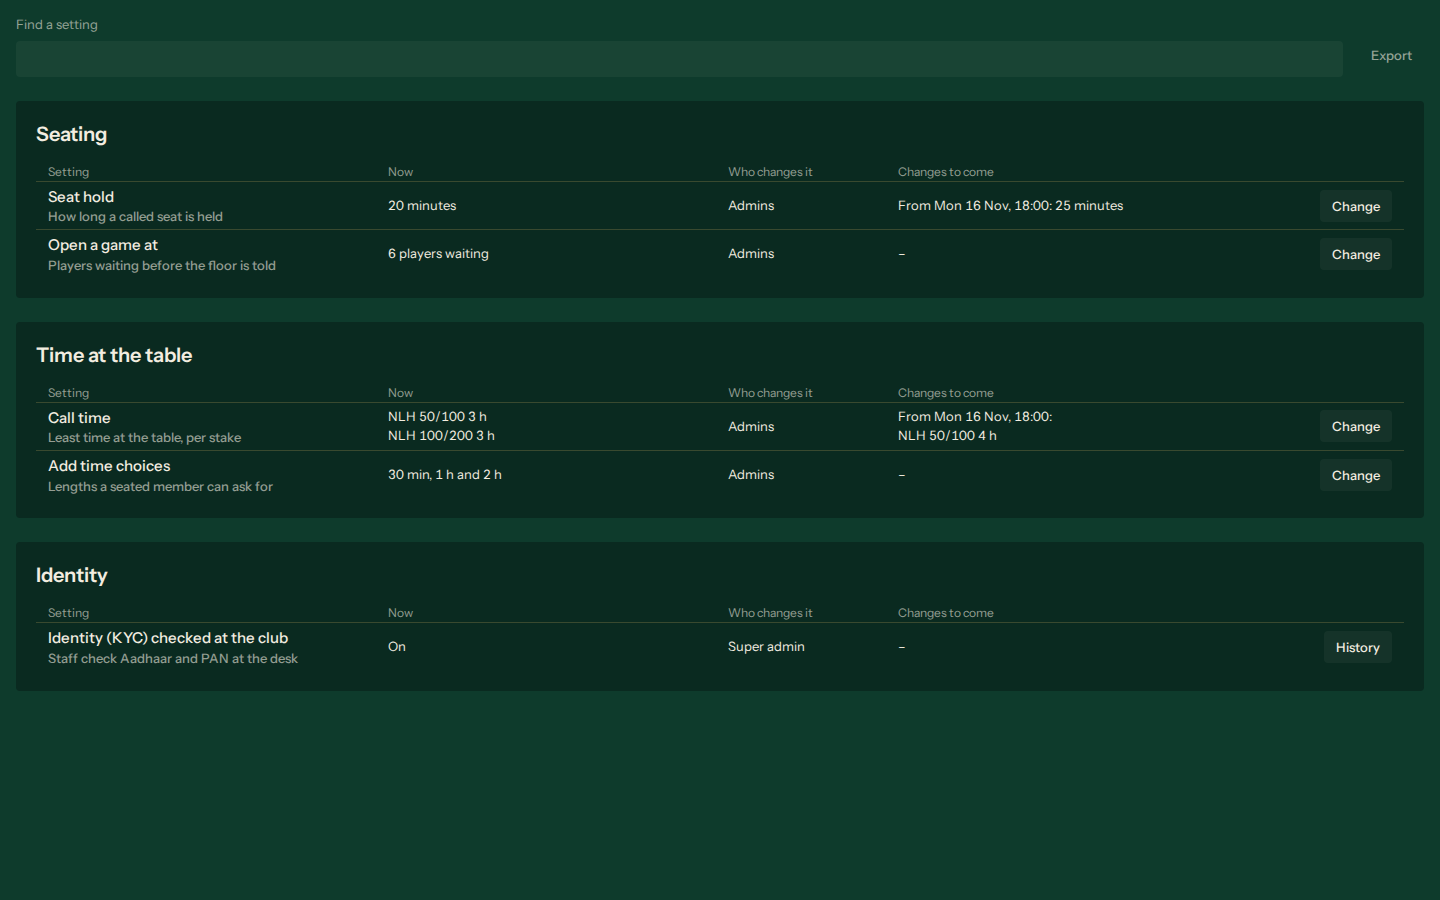 Find a setting
Export
Seating
Setting Now Who changes it Changes to come
Seat hold
How long a called seat is held
20 minutes
Admins
From Mon 16 Nov, 18:00: 25 minutes
Change
Open a game at
Players waiting before the floor is told
6 players waiting
Admins
–
Change
Time at the table
Setting Now Who changes it Changes to come
Call time
Least time at the table, per stake
NLH 50/100 3 h
NLH 100/200 3 h
Admins
From Mon 16 Nov, 18:00:
NLH 50/100 4 h
Change
Add time choices
Lengths a seated member can ask for
30 min, 1 h and 2 h
Admins
–
Change
Identity
Setting Now Who changes it Changes to come
Identity (KYC) checked at the club
Staff check Aadhaar and PAN at the desk
On
Super admin
–
History